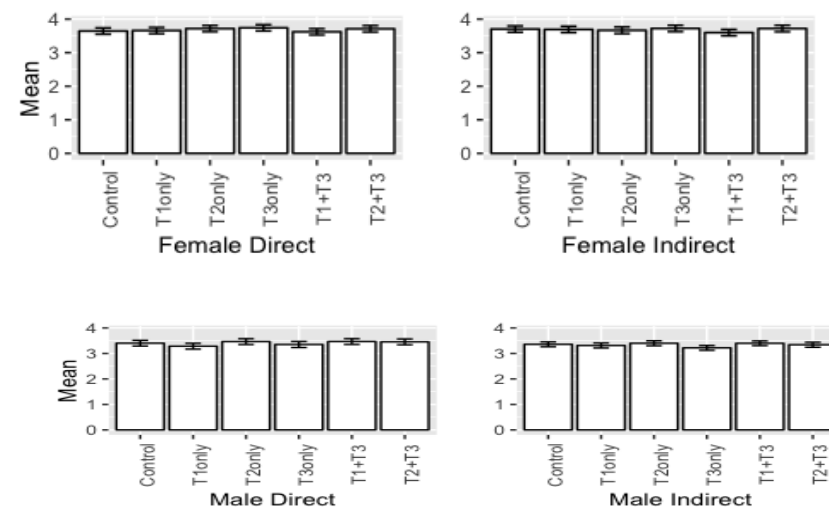 Mean
4
3
2
1
0
Control
T1only
T2only
T3only
T1+T3
T2+T3
Female Direct
4
3
2
1
0
Control
T1only
T2only
T3only
T1+T3
T2+T3
Female Indirect
Mean
4
3
2
1
0
Control
T1only
T2only
T3only
T1+T3
T2+T3
Male Direct
4
3
2
1
0
Control
T1only
T2only
T3only
T1+T3
T2+T3
Male Indirect